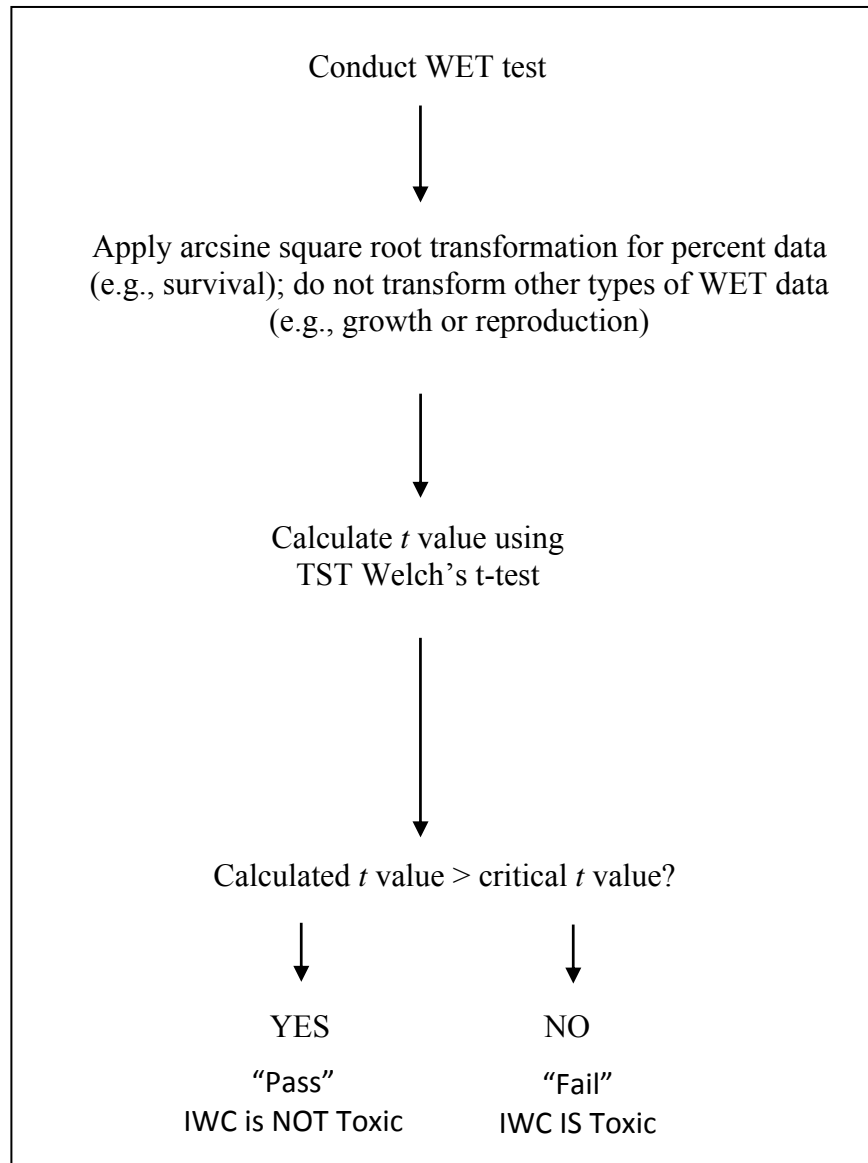 Conduct WET test
Apply arcsine square root transformation for percent data
(e.g., survival); do not transform other types of WET data
(e.g., growth or reproduction)
Calculate t value using
TST Welch’s t-test
Calculated t value > critical t value?
YES
“Pass”
IWC is NOT Toxic
NO
“Fail”
IWC IS Toxic